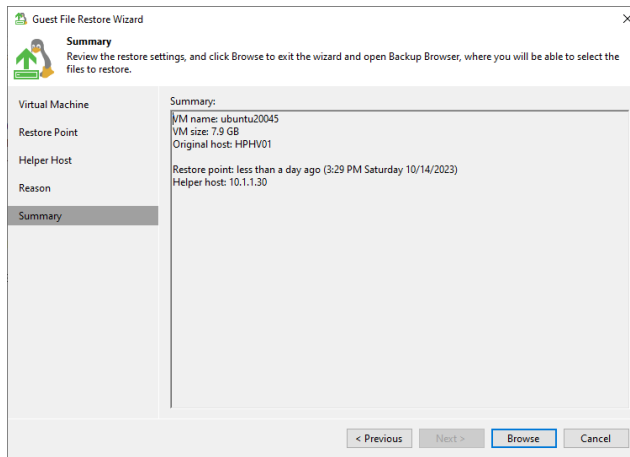 Guest File Restore Wizard
Summary
Review the restore settings, and click Browse to exit the wizard and open Backup Browser, where you will be able to select the
files to restore.
Virtual Machine
Restore Point
Helper Host
Reason
Summary
Summary:
VM name: ubuntu20045
VM size: 7.9 GB
Original host: HPHV01
Restore point: less than a day ago (3:29 PM Saturday 10/14/2023)
Helper host: 10.1.1.30
< Previous
Next >
Browse
Cancel